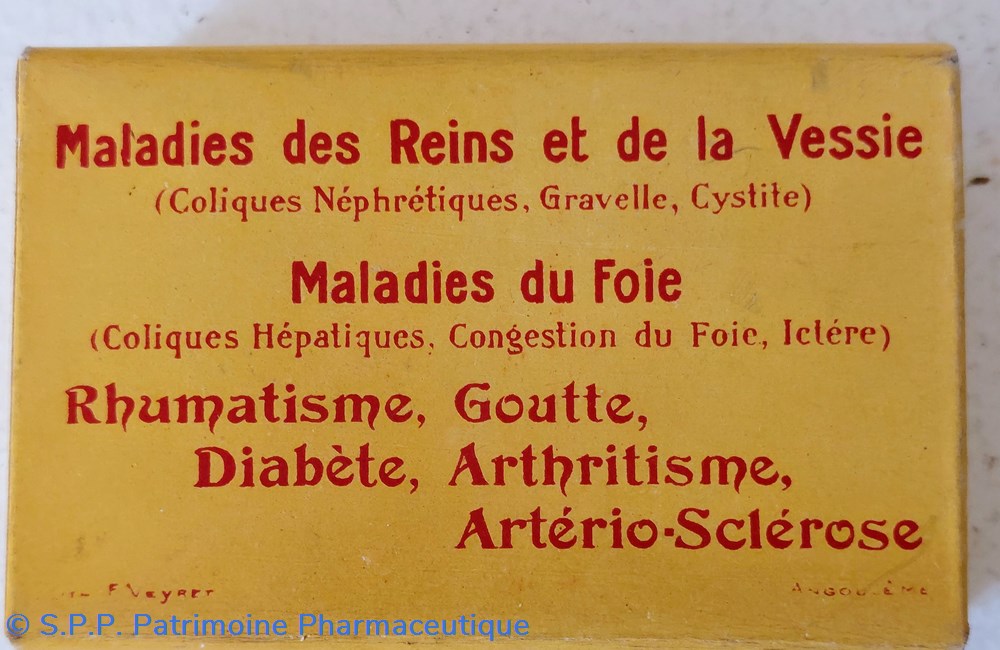 Maladies des Reins et de la Vessie
(Coliques Néphrétiques, Gravelle, Cystite)
Maladies du Foie
(Coliques Hépatiques, Congestion du Foie, Ictére)
Rhumatisme, Goutte,
Diabète, Arthritisme,
Artério-Sclérose
F. VEYRET ANGOULÊME
© S.P.P. Patrimoine Pharmaceutique